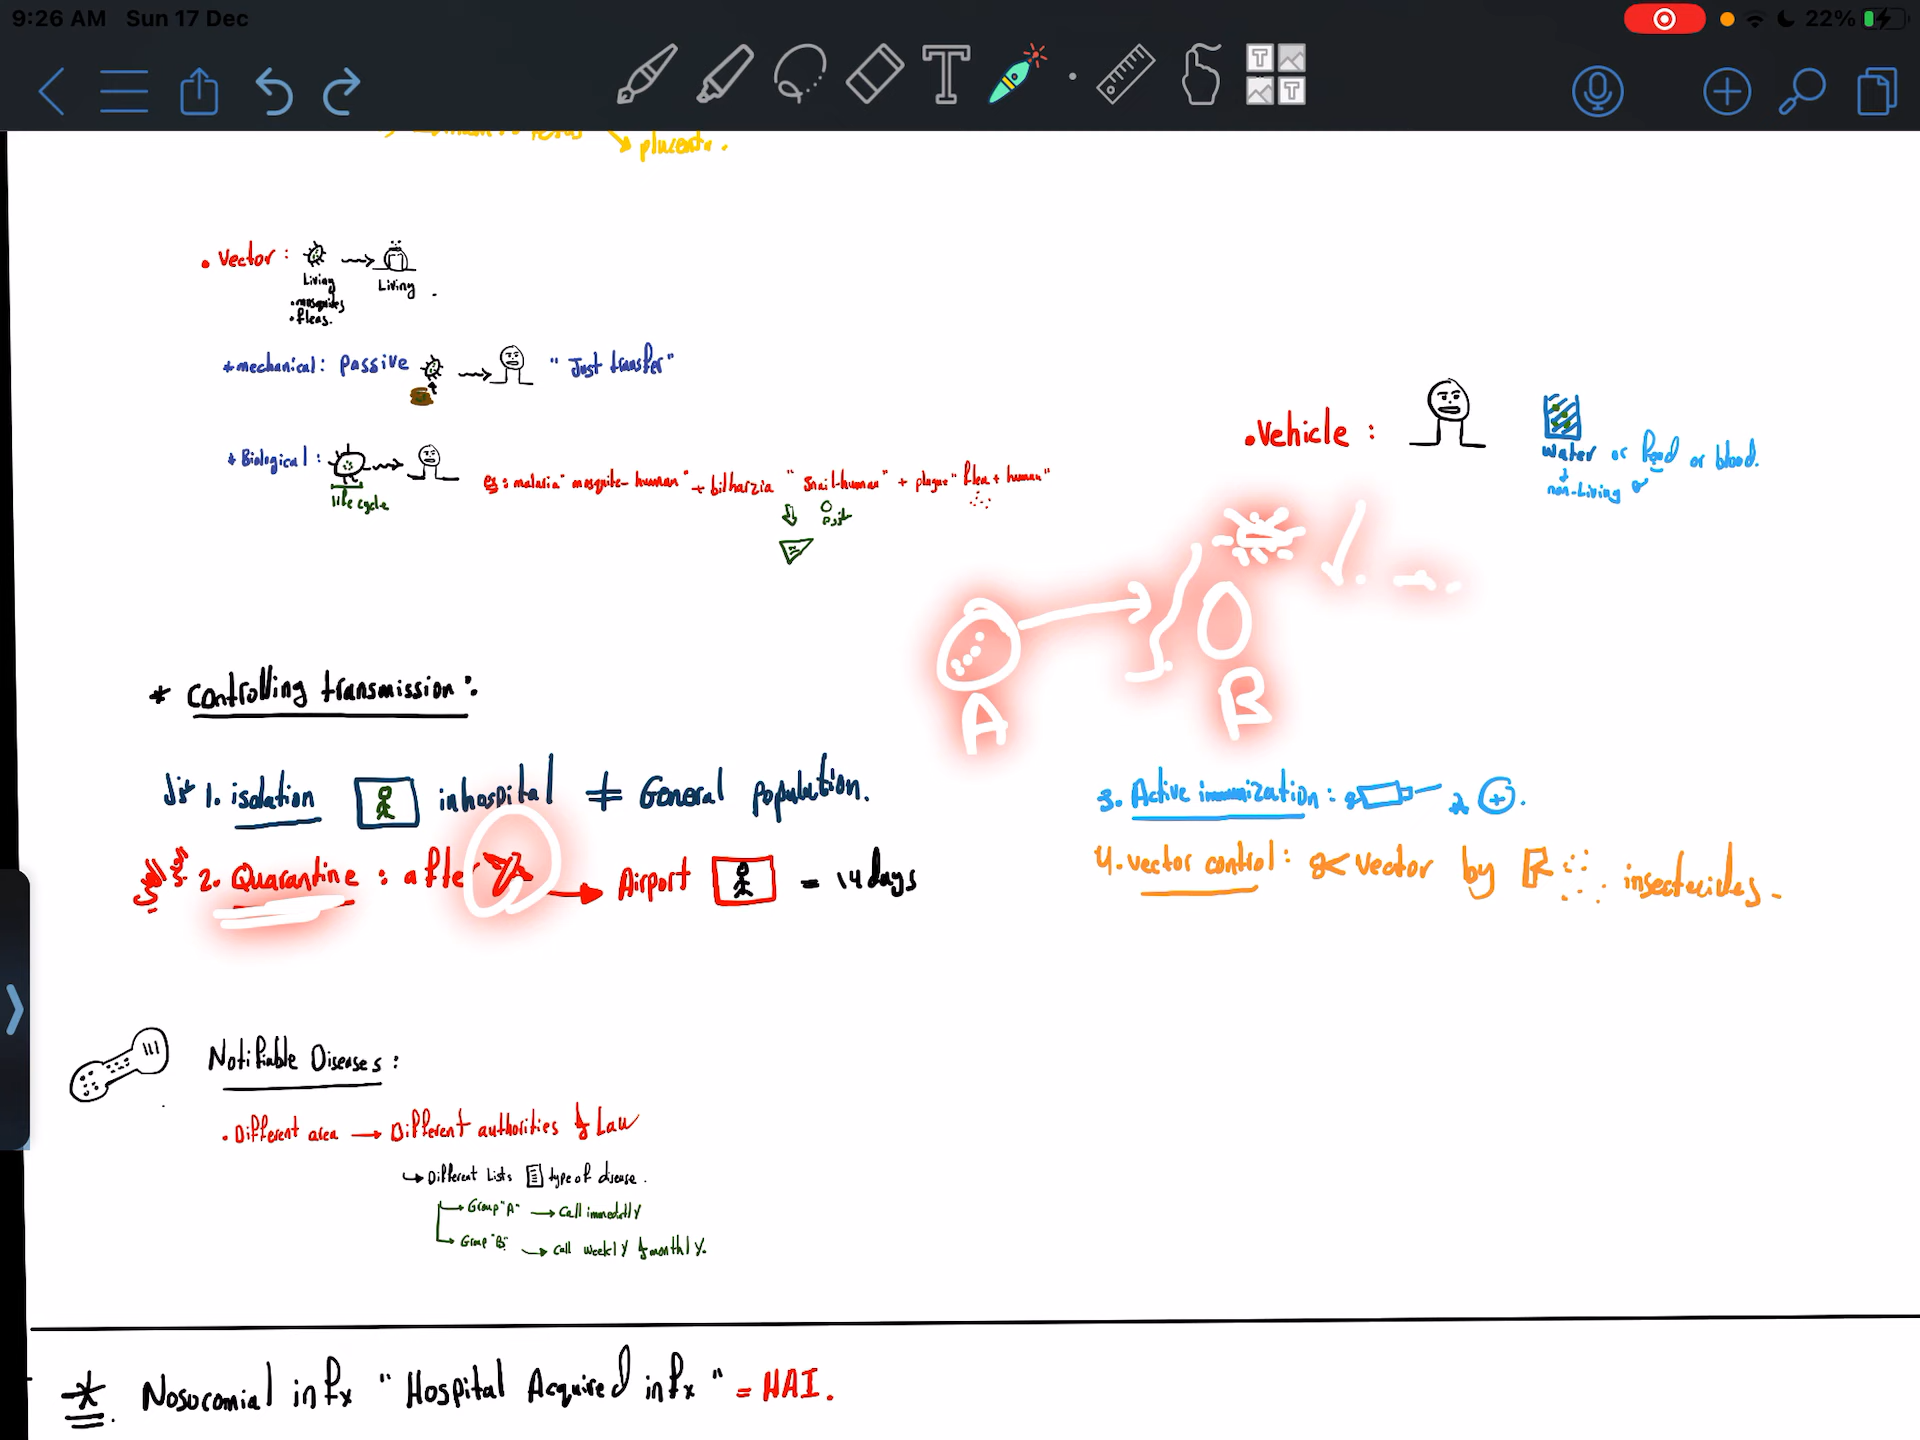 9:26 AM Sun 17 Dec
22%
placenta.
• Vector :
Living
Living
• mosquites
• fleas.
* mechanical : passive "Just transfer"
* Biological :
life cycle
eg : malaria "mosquite-human" + bilharzia "snail-human" + plague "flea + human"
• Vehicle :
water or food or blood.
non-Living
A
B
* Controlling transmission :
1. isolation in hospital ≠ General population.
2. Quarantine : after → Airport = 14 days
3. Active immunization :
4. vector control : vector by insectecides.
Notifiable Diseases :
• Different area → Different authorities & Law
↳ Different Lists type of disease.
→ Group "A" → Call immedatly
→ Group "B" → Call weekly & monthly.
* Nosocomial infx "Hospital Acquired infx" = HAI.